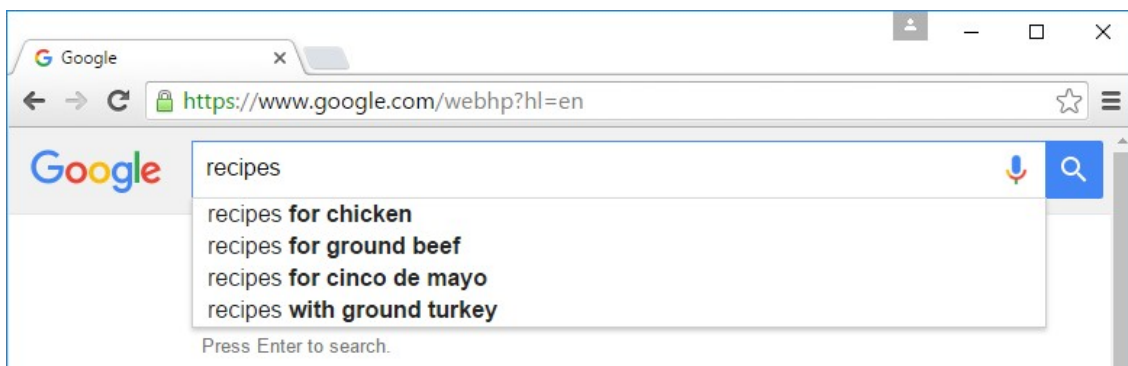 Google
https://www.google.com/webhp?hl=en
Google recipes
recipes for chicken
recipes for ground beef
recipes for cinco de mayo
recipes with ground turkey
Press Enter to search.